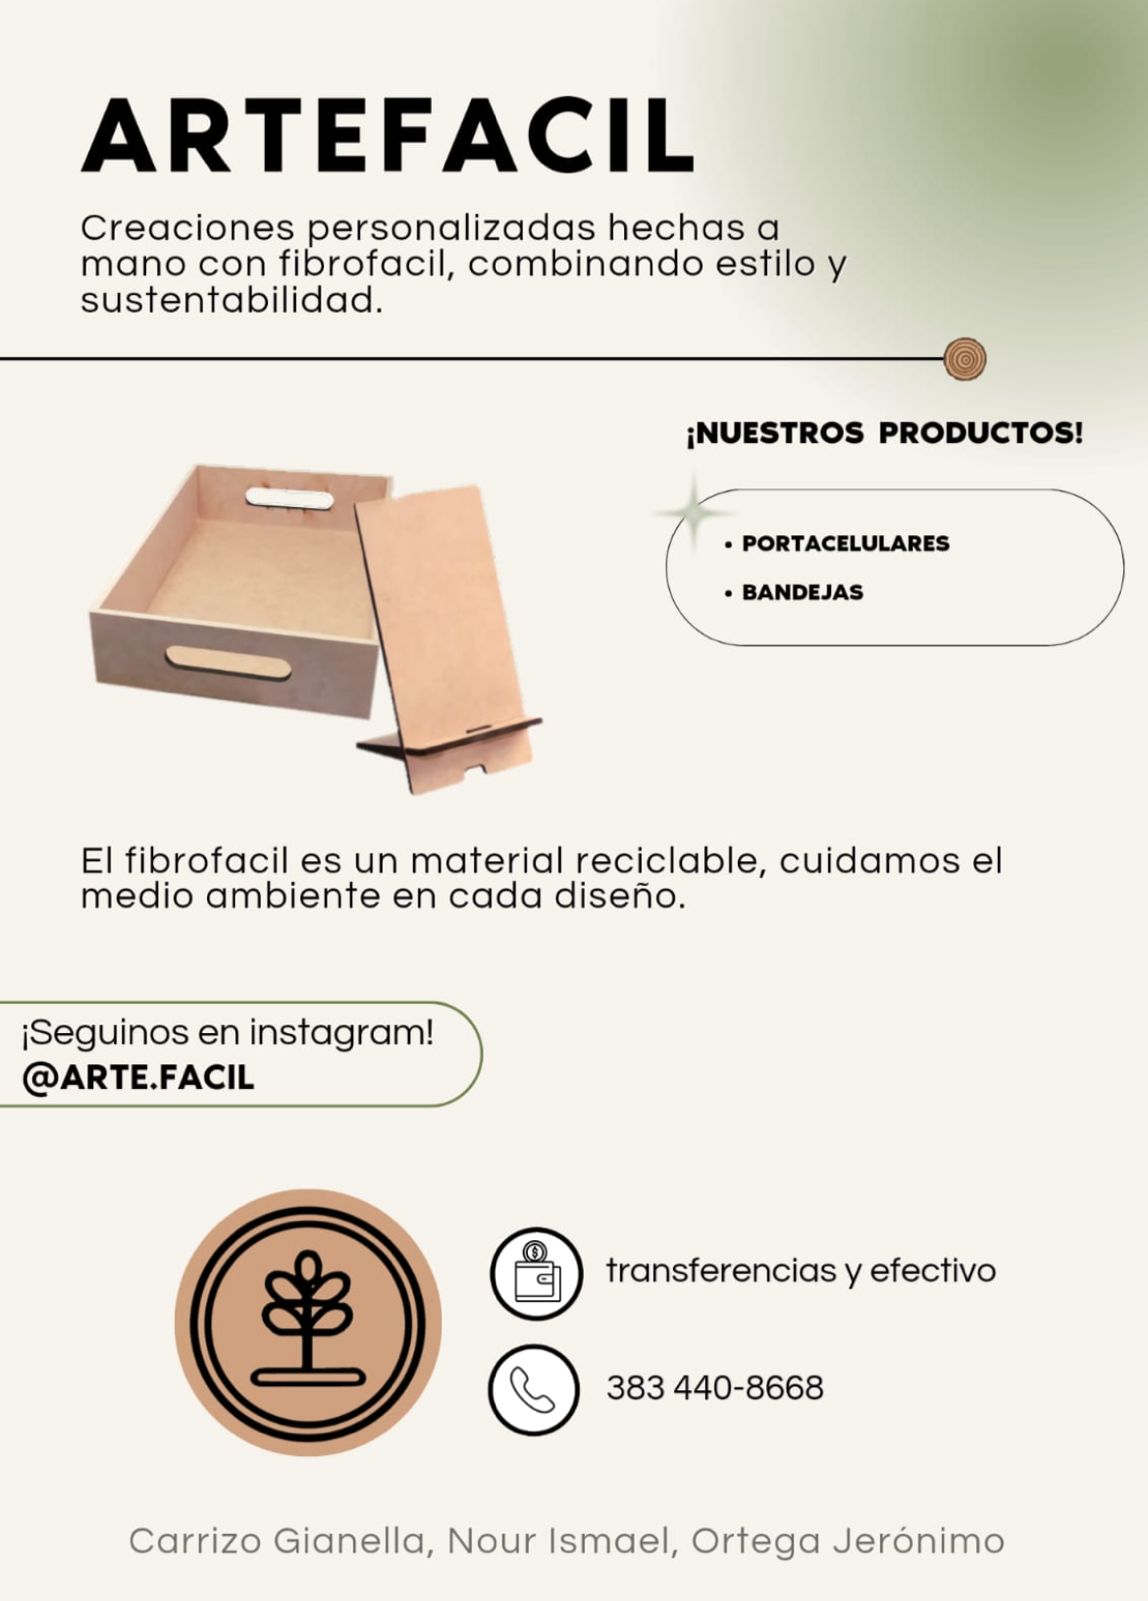 ARTEFACIL
Creaciones personalizadas hechas a
mano con fibrofacil, combinando estilo y
sustentabilidad.
¡NUESTROS PRODUCTOS!
• PORTACELULARES
• BANDEJAS
El fibrofacil es un material reciclable, cuidamos el
medio ambiente en cada diseño.
¡Seguinos en instagram!
@ARTE.FACIL
transferencias y efectivo
383 440-8668
Carrizo Gianella, Nour Ismael, Ortega Jerónimo